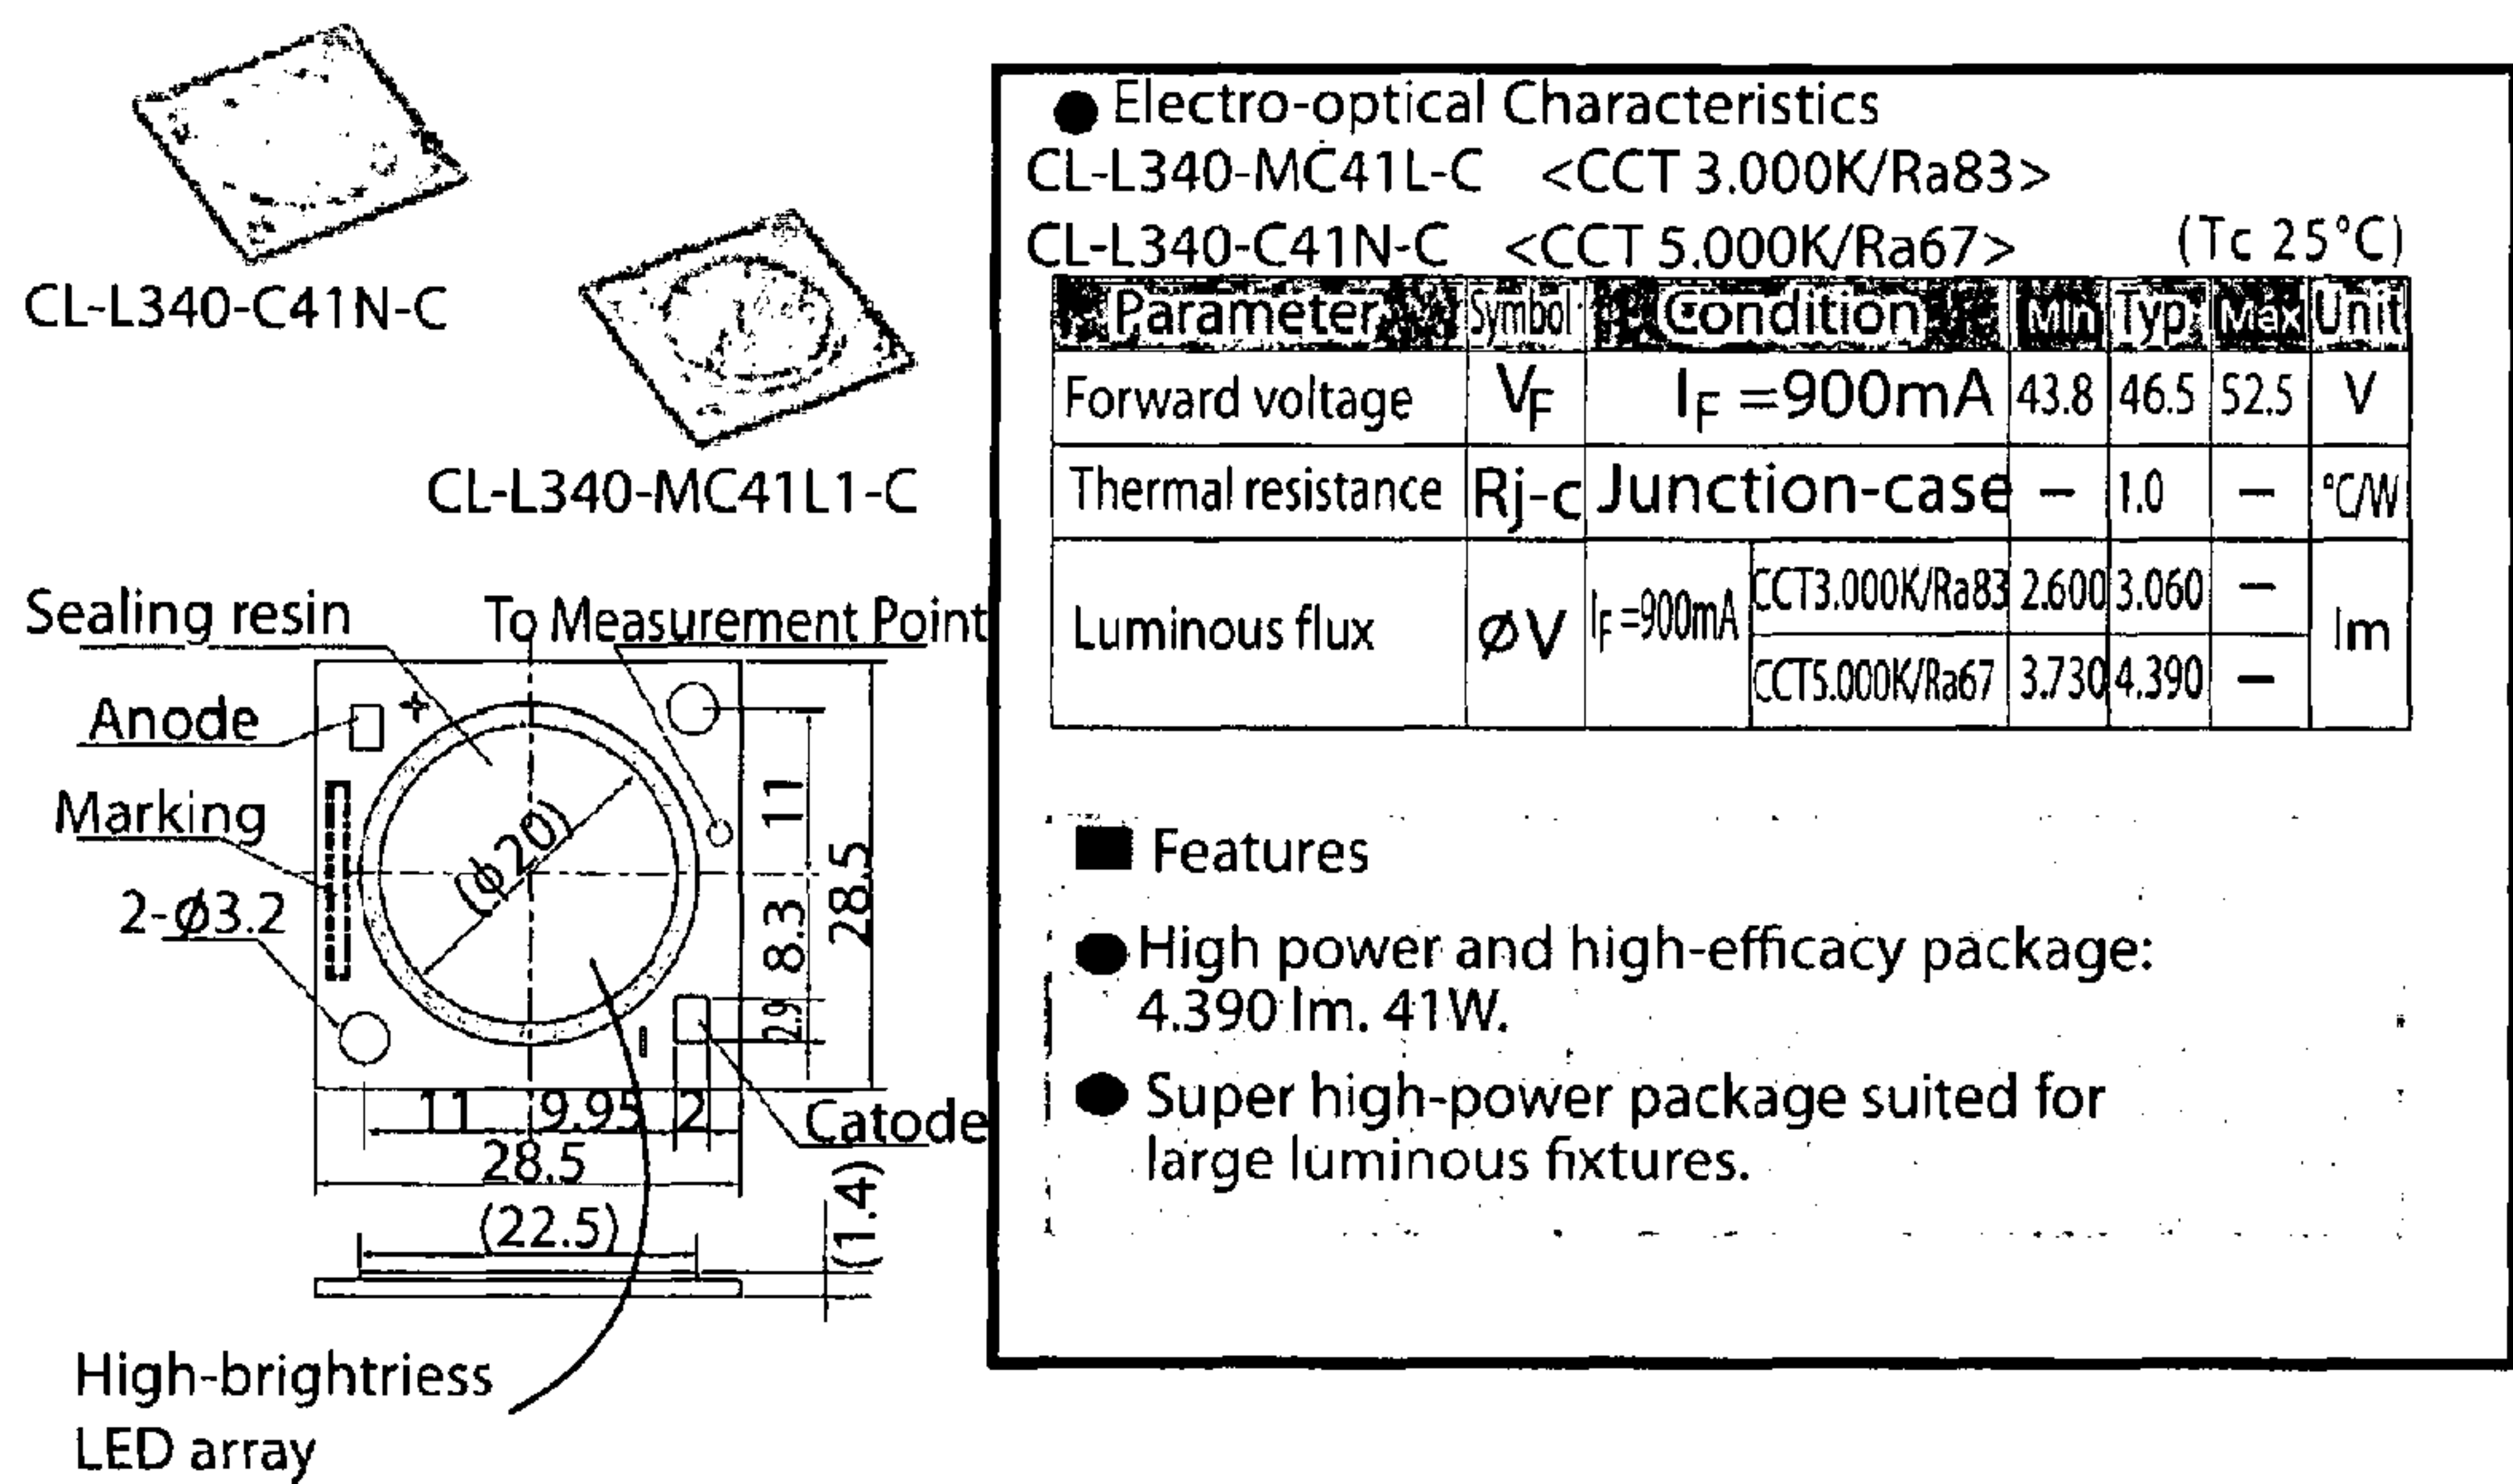 CL-L340-C41N-C
CL-L340-MC41L1-C
Sealing resin
To Measurement Point
Anode
+
Marking
2-ø3.2
(ϕ20)
11
8.3
28.5
2.9
11 9.95 2
Catode
28.5
(22.5)
(1.4)
High-brightriess
LED array
● Electro-optical Characteristics
CL-L340-MC41L-C <CCT 3.000K/Ra83>
CL-L340-C41N-C <CCT 5.000K/Ra67> (Tc 25°C)
Parameter Symbol Condition Min Typ. Max Unit
Forward voltage VF IF =900mA 43.8 46.5 52.5 V
Thermal resistance Rj-c Junction-case – 1.0 – °C/W
Luminous flux øV IF =900mA CCT3.000K/Ra83 2.600 3.060 – lm
CCT5.000K/Ra67 3.730 4.390 –
■ Features
● High power and high-efficacy package:
4.390 lm. 41W.
● Super high-power package suited for
large luminous fixtures.